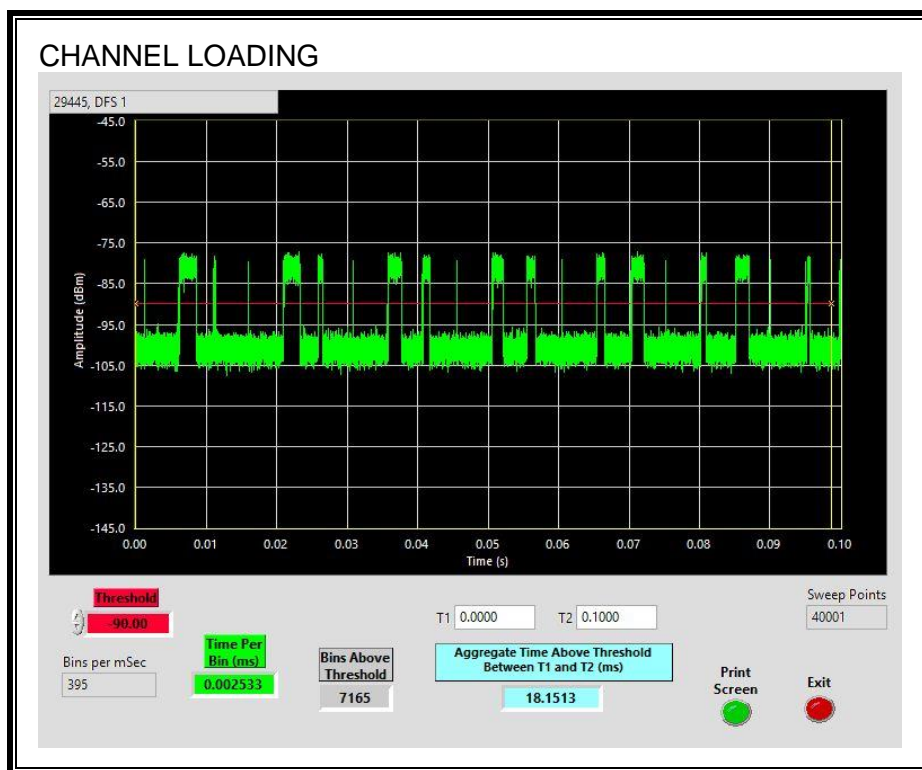 CHANNEL LOADING
29445, DFS 1
-45.0
-55.0
-65.0
-75.0
-85.0
-95.0
-105.0
-115.0
-125.0
-135.0
-145.0
Amplitude (dBm)
0.00 0.01 0.02 0.03 0.04 0.05 0.06 0.07 0.08 0.09 0.10
Time (s)
Threshold
-90.00
T1 0.0000 T2 0.1000
Sweep Points
40001
Bins per mSec
395
Time Per
Bin (ms)
0.002533
Bins Above
Threshold
7165
Aggregate Time Above Threshold
Between T1 and T2 (ms)
18.1513
Print
Screen
Exit